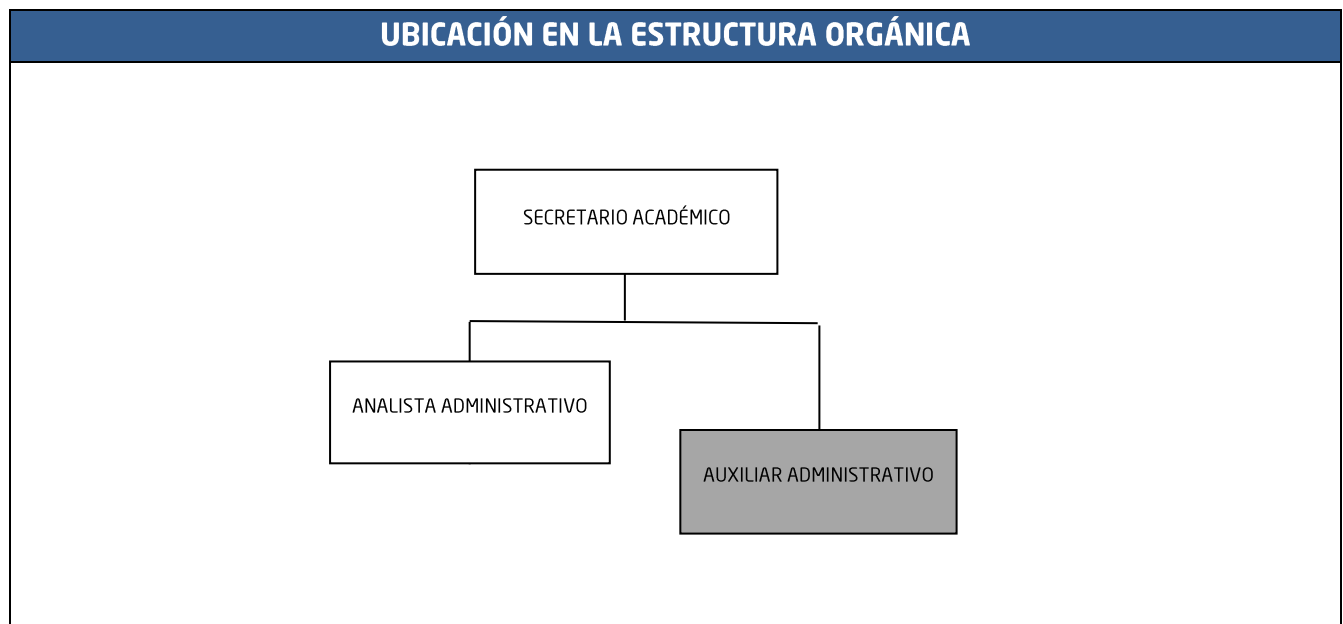 UBICACIÓN EN LA ESTRUCTURA ORGÁNICA
SECRETARIO ACADÉMICO
ANALISTA ADMINISTRATIVO
AUXILIAR ADMINISTRATIVO